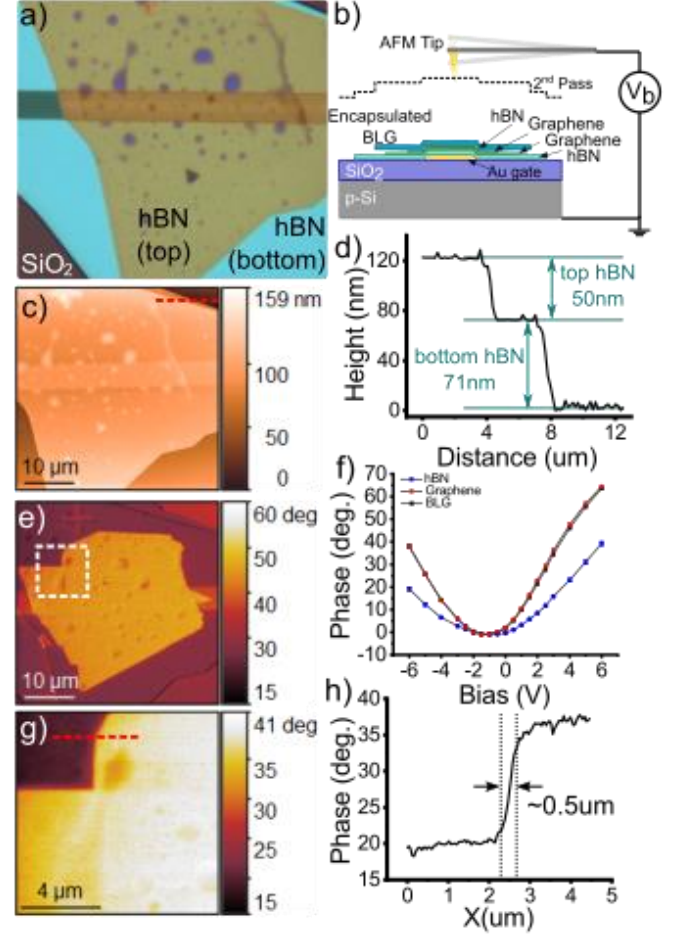 a)
hBN
(top)
hBN
(bottom)
SiO2
b)
AFM Tip
2nd Pass
Vb
Encapsulated
BLG
hBN
Graphene
Graphene
hBN
SiO2
Au gate
p-Si
c)
159 nm
100
50
0
10 µm
d)
Height (nm)
120
80
40
0
top hBN
50nm
bottom hBN
71nm
0 4 8 12
Distance (um)
e)
60 deg
50
40
30
15
10 µm
f)
Phase (deg.)
70
60
50
40
30
20
10
0
-10
hBN
Graphene
BLG
-6 -4 -2 0 2 4 6
Bias (V)
g)
41 deg
35
30
25
20
15
4 µm
h)
Phase (deg.)
40
35
30
25
20
15
~0.5um
0 1 2 3 4 5
X(um)